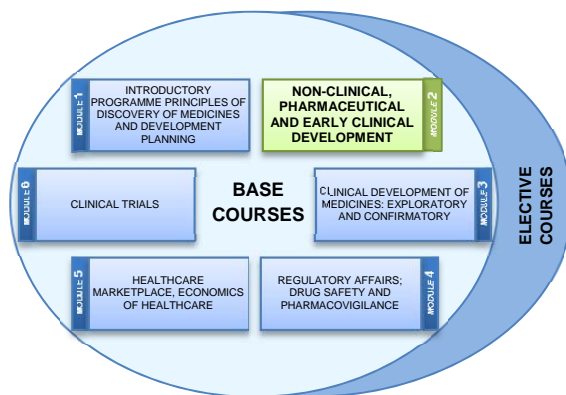 MODULE 1
INTRODUCTORY
PROGRAMME PRINCIPLES OF
DISCOVERY OF MEDICINES
AND DEVELOPMENT
PLANNING
NON-CLINICAL,
PHARMACEUTICAL
AND EARLY CLINICAL
DEVELOPMENT
MODULE 2
MODULE 6
CLINICAL TRIALS
BASE
COURSES
CLINICAL DEVELOPMENT OF
MEDICINES: EXPLORATORY
AND CONFIRMATORY
MODULE 3
ELECTIVE
COURSES
MODULE 5
HEALTHCARE
MARKETPLACE, ECONOMICS
OF HEALTHCARE
REGULATORY AFFAIRS;
DRUG SAFETY AND
PHARMACOVIGILANCE
MODULE 4